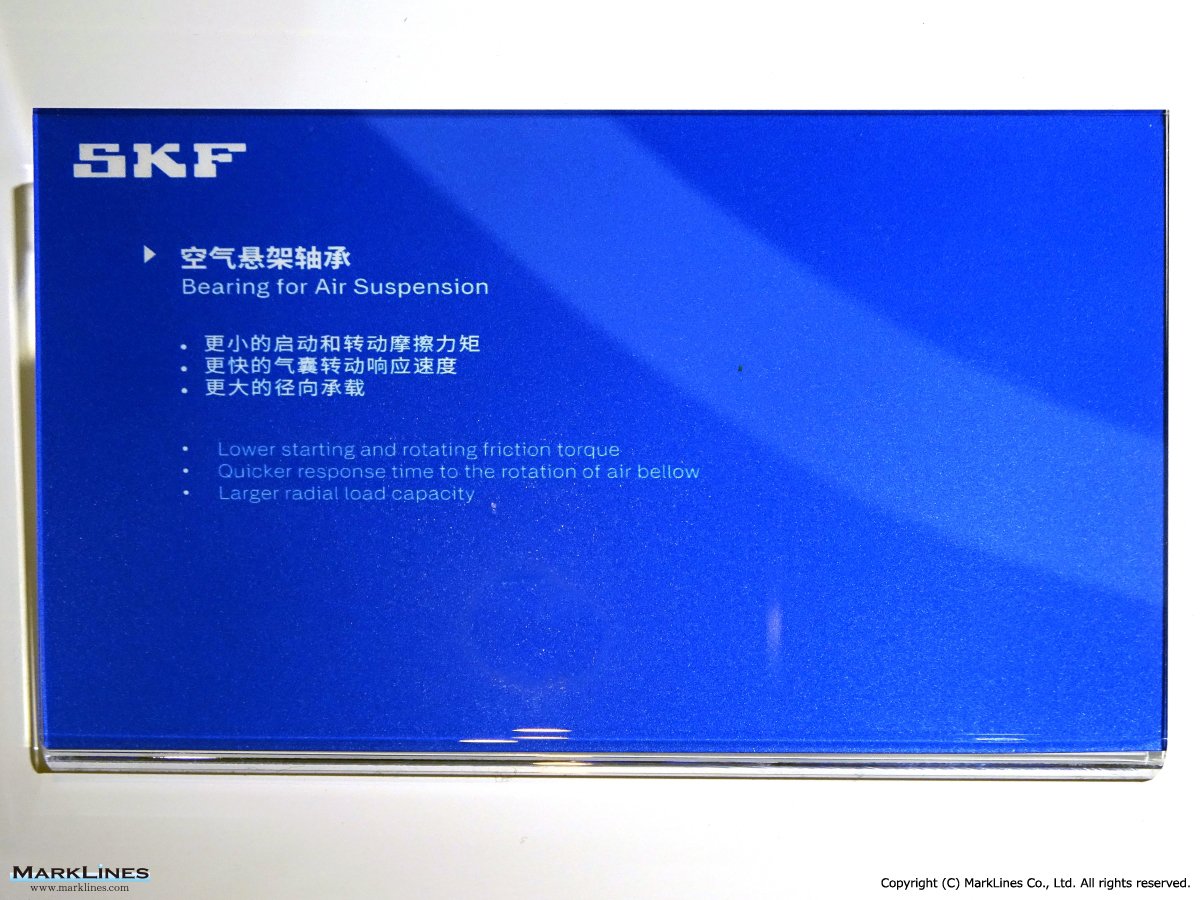 SKF
空气悬架轴承
Bearing for Air Suspension
• 更小的启动和转动摩擦力矩
• 更快的气囊转动响应速度
• 更大的径向承载
• Lower starting and rotating friction torque
• Quicker response time to the rotation of air bellow
• Larger radial load capacity
MARKLINES
www.marklines.com
Copyright (C) MarkLines Co., Ltd. All rights reserved.